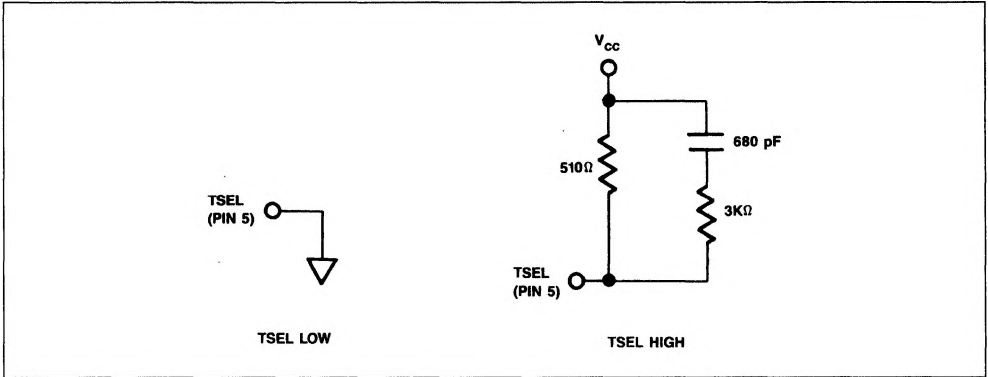 TSEL
(PIN 5)
TSEL LOW
V_CC
510Ω
680 pF
3KΩ
TSEL
(PIN 5)
TSEL HIGH